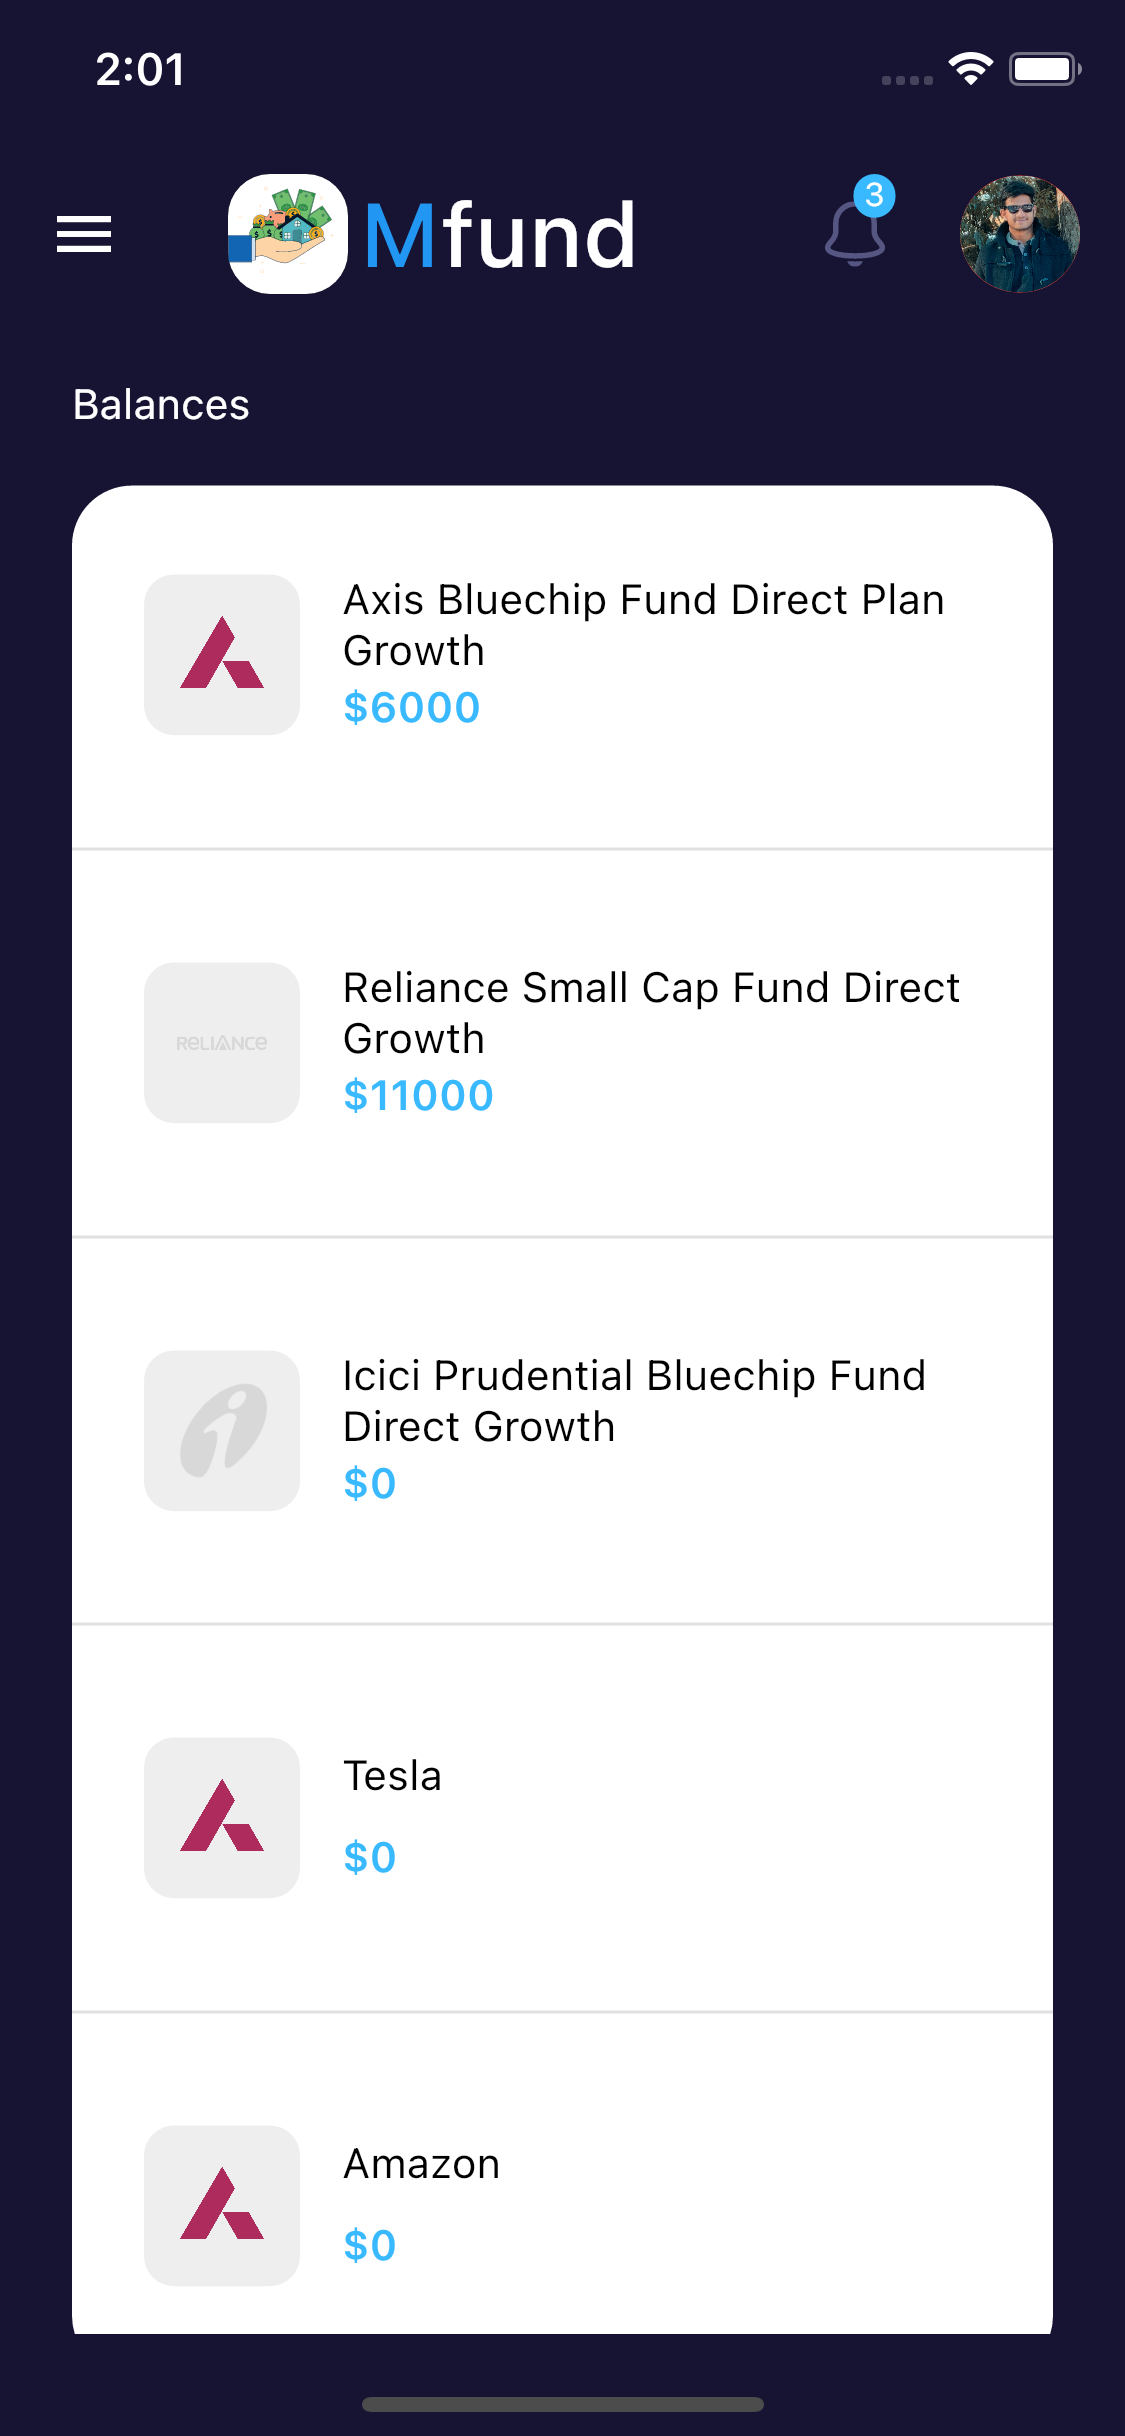 2:01
Mfund
3
Balances
Axis Bluechip Fund Direct Plan
Growth
$6000
RELIANCE
Reliance Small Cap Fund Direct
Growth
$11000
Icici Prudential Bluechip Fund
Direct Growth
$0
Tesla
$0
Amazon
$0